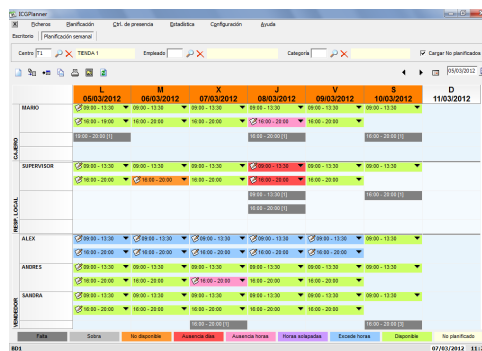 ICGPlanner
Ficheros Planificación Ctrl. de presencia Estadística Configuración Ayuda
Escritorio Planificación semanal
Centro T1 TIENDA 1 Empleado Categoría Cargar No planificados
05/03/2012
L M X J V S D
05/03/2012 06/03/2012 07/03/2012 08/03/2012 09/03/2012 10/03/2012 11/03/2012
CAJERO
MARIO 09:00 - 13:30 09:00 - 13:30 09:00 - 13:30 09:00 - 13:30 09:00 - 13:30 09:00 - 13:30
16:00 - 19:00 16:00 - 20:00 16:00 - 20:00 16:00 - 20:00 16:00 - 20:00
19:00 - 20:00 [1] 16:00 - 20:00 [1] 16:00 - 20:00 [1]
RESP. LOCAL
SUPERVISOR 09:00 - 13:30 09:00 - 13:30 09:00 - 13:30 09:00 - 13:30 09:00 - 13:30 09:00 - 13:30
16:00 - 20:00 16:00 - 20:00 16:00 - 20:00 16:00 - 20:00 16:00 - 20:00
09:00 - 13:30 [1] 16:00 - 20:00 [1]
16:00 - 20:00 [1]
VENDEDOR
ALEX 09:00 - 13:30 09:00 - 13:30 09:00 - 13:30 09:00 - 13:30 09:00 - 13:30 09:00 - 13:30
16:00 - 20:00 16:00 - 20:00 16:00 - 20:00 16:00 - 20:00 16:00 - 20:00
ANDRES 09:00 - 13:30 09:00 - 13:30 09:00 - 13:30 09:00 - 13:30 09:00 - 13:30 09:00 - 13:30
16:00 - 20:00 16:00 - 20:00 16:00 - 20:00 16:00 - 20:00 16:00 - 20:00
SANDRA 09:00 - 13:30 09:00 - 13:30 09:00 - 13:30 09:00 - 13:30 09:00 - 13:30 09:00 - 13:30
16:00 - 20:00 16:00 - 20:00 16:00 - 20:00 16:00 - 20:00 16:00 - 20:00
16:00 - 20:00 [1] 16:00 - 20:00 [3]
Falta Sobra No disponible Ausencia días Ausencia horas Horas solapadas Excede horas Disponible No planificado
BD1 07/03/2012